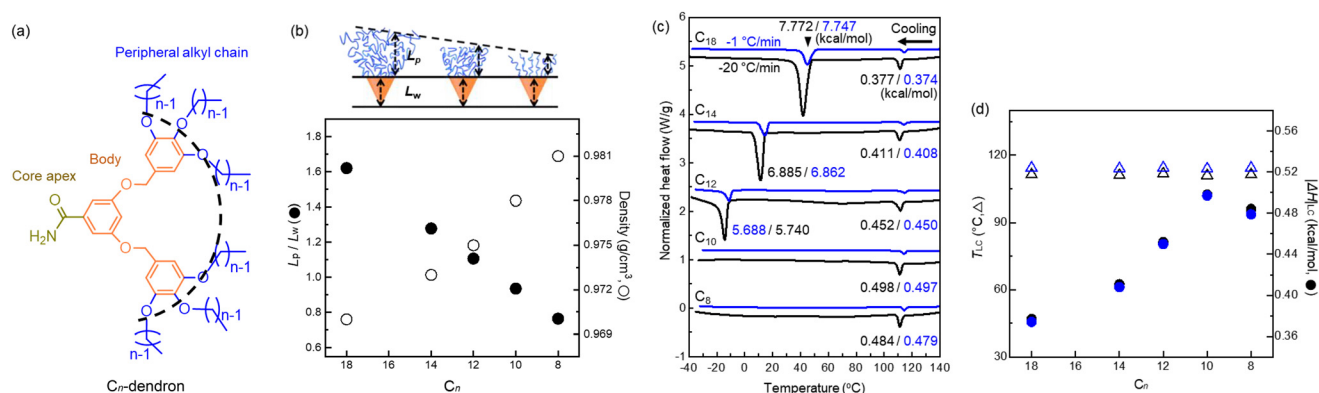 (a)
Peripheral alkyl chain
( )n-1
( )n-1
( )n-1
Body
Core apex
O
H₂N
O
O
O
O
O
O
O
O
( )n-1
( )n-1
( )n-1
Cn-dendron
(b)
Lp
Lw
Lp / Lw (●)
1.8
1.6
1.4
1.2
1.0
0.8
0.6
18
16
14
12
10
8
Cn
0.981
0.978
0.975
0.972
0.969
Density (g/cm³,○)
(c)
Normalized heat flow (W/g)
6
5
4
3
2
1
0
-1
7.772 / 7.747
(kcal/mol)
Cooling
C18
-1 °C/min
-20 °C/min
0.377 / 0.374
(kcal/mol)
C14
0.411 / 0.408
6.885 / 6.862
C12
5.688 / 5.740
0.452 / 0.450
C10
0.498 / 0.497
C8
0.484 / 0.479
-40
-20
0
20
40
60
80
100
120
140
Temperature (°C)
(d)
TLC (°C,△)
120
90
60
30
18
16
14
12
10
8
Cn
0.56
0.52
0.48
0.44
0.40
0.36
|ΔH|LC (kcal/mol,●)